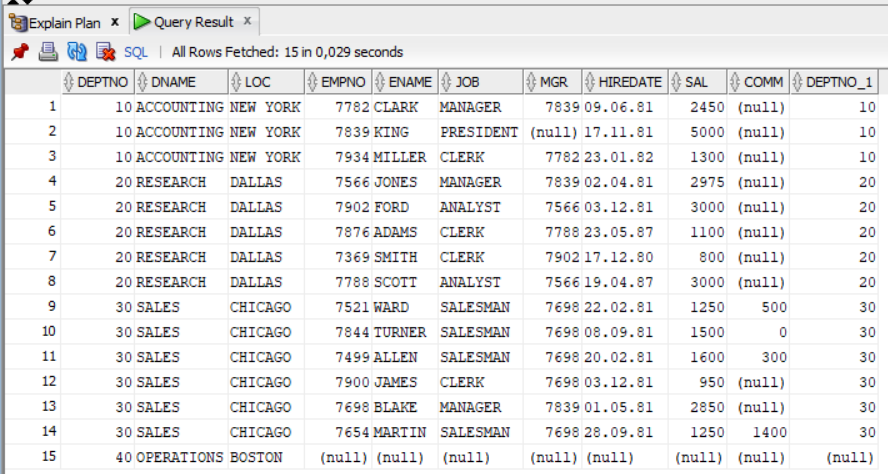 Explain Plan x Query Result x
SQL | All Rows Fetched: 15 in 0,029 seconds
DEPTNO DNAME LOC EMPNO ENAME JOB MGR HIREDATE SAL COMM DEPTNO_1
1 10 ACCOUNTING NEW YORK 7782 CLARK MANAGER 7839 09.06.81 2450 (null) 10
2 10 ACCOUNTING NEW YORK 7839 KING PRESIDENT (null) 17.11.81 5000 (null) 10
3 10 ACCOUNTING NEW YORK 7934 MILLER CLERK 7782 23.01.82 1300 (null) 10
4 20 RESEARCH DALLAS 7566 JONES MANAGER 7839 02.04.81 2975 (null) 20
5 20 RESEARCH DALLAS 7902 FORD ANALYST 7566 03.12.81 3000 (null) 20
6 20 RESEARCH DALLAS 7876 ADAMS CLERK 7788 23.05.87 1100 (null) 20
7 20 RESEARCH DALLAS 7369 SMITH CLERK 7902 17.12.80 800 (null) 20
8 20 RESEARCH DALLAS 7788 SCOTT ANALYST 7566 19.04.87 3000 (null) 20
9 30 SALES CHICAGO 7521 WARD SALESMAN 7698 22.02.81 1250 500 30
10 30 SALES CHICAGO 7844 TURNER SALESMAN 7698 08.09.81 1500 0 30
11 30 SALES CHICAGO 7499 ALLEN SALESMAN 7698 20.02.81 1600 300 30
12 30 SALES CHICAGO 7900 JAMES CLERK 7698 03.12.81 950 (null) 30
13 30 SALES CHICAGO 7698 BLAKE MANAGER 7839 01.05.81 2850 (null) 30
14 30 SALES CHICAGO 7654 MARTIN SALESMAN 7698 28.09.81 1250 1400 30
15 40 OPERATIONS BOSTON (null) (null) (null) (null) (null) (null) (null) (null)